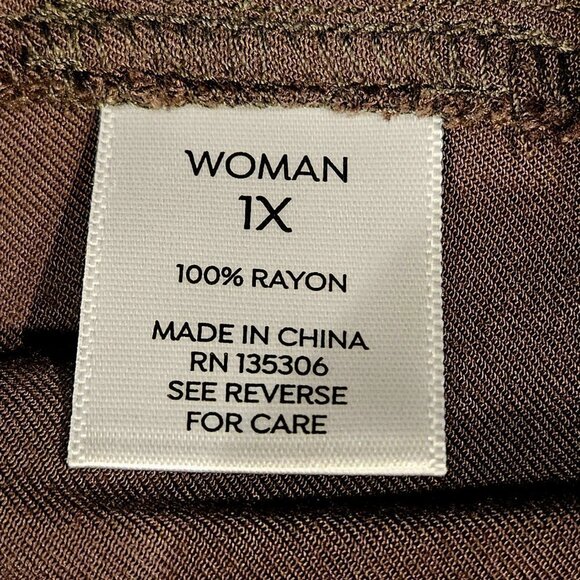 WOMAN
1X
100% RAYON
MADE IN CHINA
RN 135306
SEE REVERSE
FOR CARE